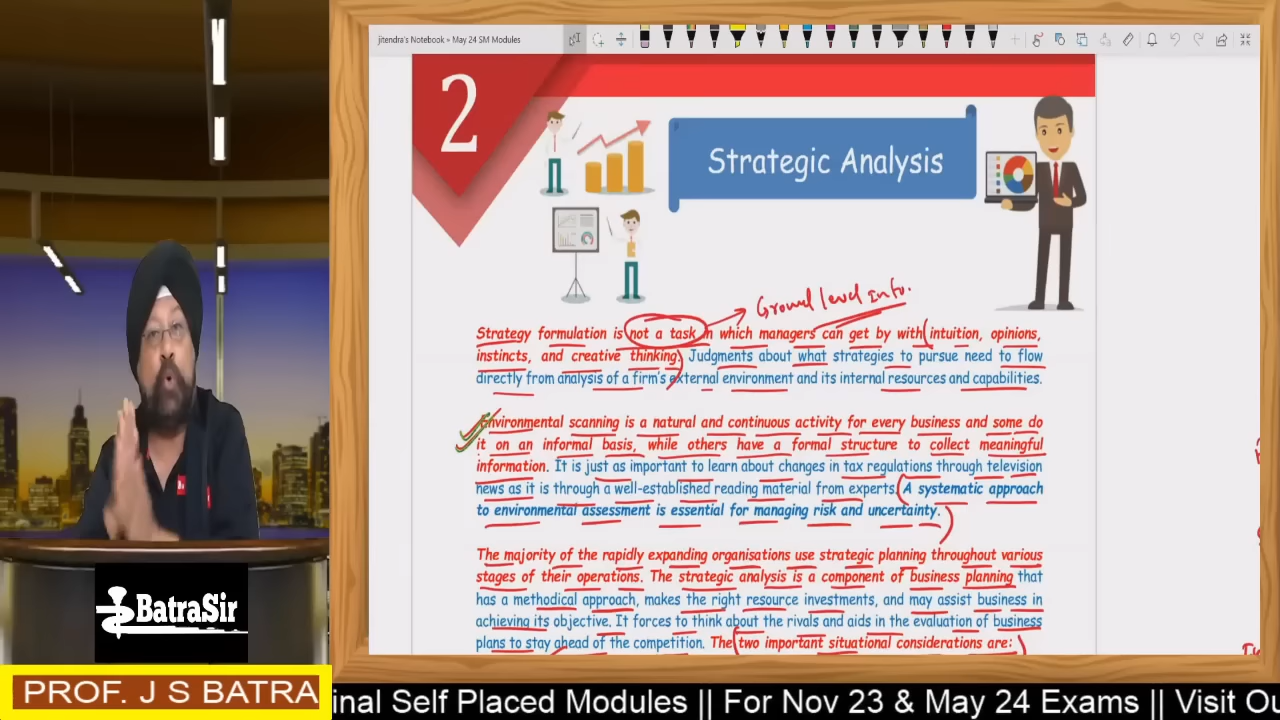 jitendra's Notebook » May 24 SM Modules
2
Strategic Analysis
Ground level Info.
Strategy formulation is not a task in which managers can get by with intuition, opinions,
instincts, and creative thinking. Judgments about what strategies to pursue need to flow
directly from analysis of a firm's external environment and its internal resources and capabilities.
Environmental scanning is a natural and continuous activity for every business and some do
it on an informal basis, while others have a formal structure to collect meaningful
information. It is just as important to learn about changes in tax regulations through television
news as it is through a well-established reading material from experts. A systematic approach
to environmental assessment is essential for managing risk and uncertainty.
The majority of the rapidly expanding organisations use strategic planning throughout various
stages of their operations. The strategic analysis is a component of business planning that
has a methodical approach, makes the right resource investments, and may assist business in
achieving its objective. It forces to think about the rivals and aids in the evaluation of business
plans to stay ahead of the competition. The two important situational considerations are:
BatraSir
PROF. J S BATRA
inal Self Placed Modules || For Nov 23 & May 24 Exams || Visit Ou